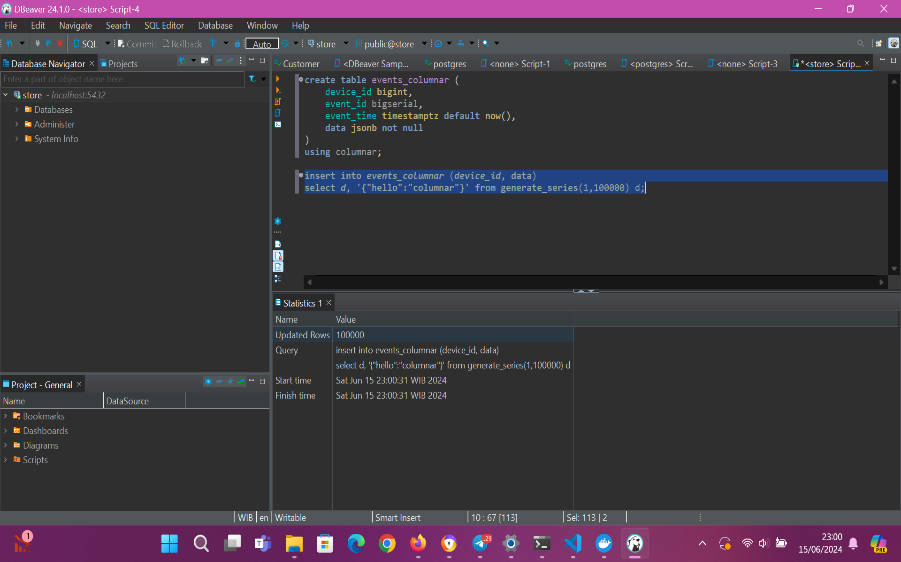 DBeaver 24.1.0 - <store> Script-4
File Edit Navigate Search SQL Editor Database Window Help
SQL Commit Rollback Auto store public@store
Database Navigator Projects
Customer <DBeaver Samp... postgres <none> Script-1 postgres <postgres> Scr... <none> Script-3 *<store> Scrip...
Enter a part of object name here
store - localhost:5432
Databases
Administer
System Info
create table events_columnar (
device_id bigint,
event_id bigserial,
event_time timestamptz default now(),
data jsonb not null
)
using columnar;
insert into events_columnar (device_id, data)
select d, '{"hello":"columnar"}' from generate_series(1,100000) d;
Statistics 1
Name Value
Updated Rows 100000
Query insert into events_columnar (device_id, data)
select d, '{"hello":"columnar"}' from generate_series(1,100000) d
Start time Sat Jun 15 23:00:31 WIB 2024
Finish time Sat Jun 15 23:00:31 WIB 2024
Project - General
Name DataSource
Bookmarks
Dashboards
Diagrams
Scripts
WIB en Writable Smart Insert 10 : 67 [113] Sel: 113 | 2
1
29
23:00
15/06/2024
PRE